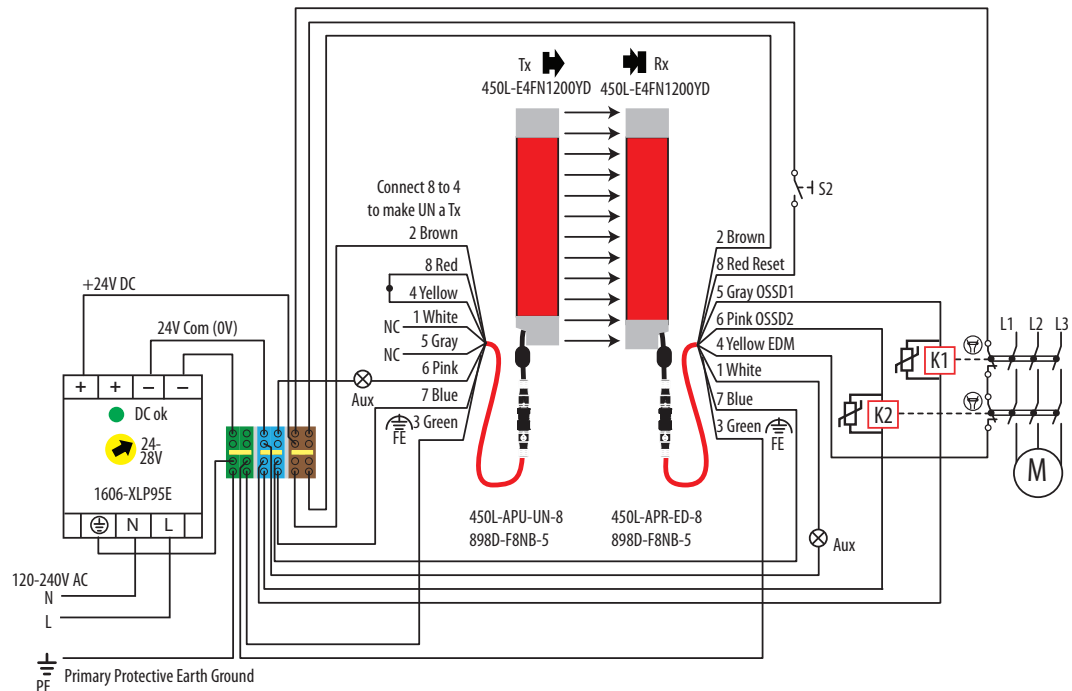 Tx
Rx
450L-E4FN1200YD
450L-E4FN1200YD
Connect 8 to 4
to make UN a Tx
2 Brown
8 Red
4 Yellow
1 White
NC
5 Gray
NC
6 Pink
Aux
7 Blue
3 Green
FE
2 Brown
8 Red Reset
5 Gray OSSD1
6 Pink OSSD2
4 Yellow EDM
1 White
7 Blue
3 Green
FE
S2
L1
L2
L3
K1
K2
M
Aux
+24V DC
24V Com (0V)
+
+
–
–
DC ok
24-
28V
1606-XLP95E
N
L
450L-APU-UN-8
898D-F8NB-5
450L-APR-ED-8
898D-F8NB-5
120-240V AC
N
L
PE
Primary Protective Earth Ground